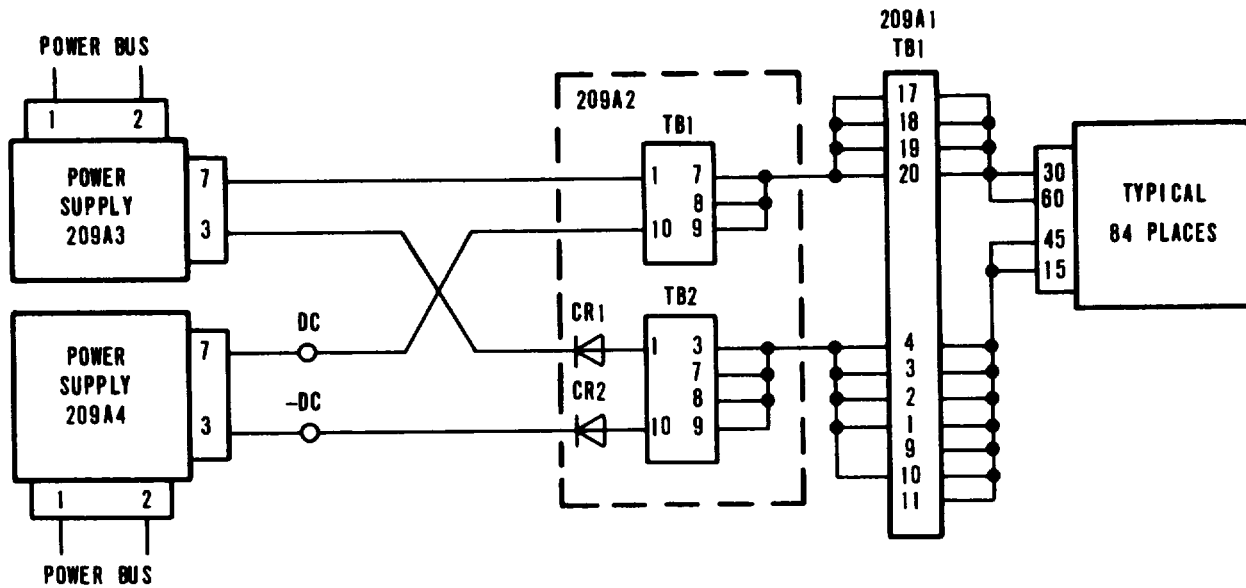 POWER BUS
1 2
POWER
SUPPLY
209A3
7
3
POWER
SUPPLY
209A4
7
3
1 2
POWER BUS
DC
-DC
209A2
TB1
1 7
8
10 9
TB2
CR1
1 3
7
CR2
8
10 9
209A1
TB1
17
18
19
20
4
3
2
1
9
10
11
30
60
45
15
TYPICAL
84 PLACES